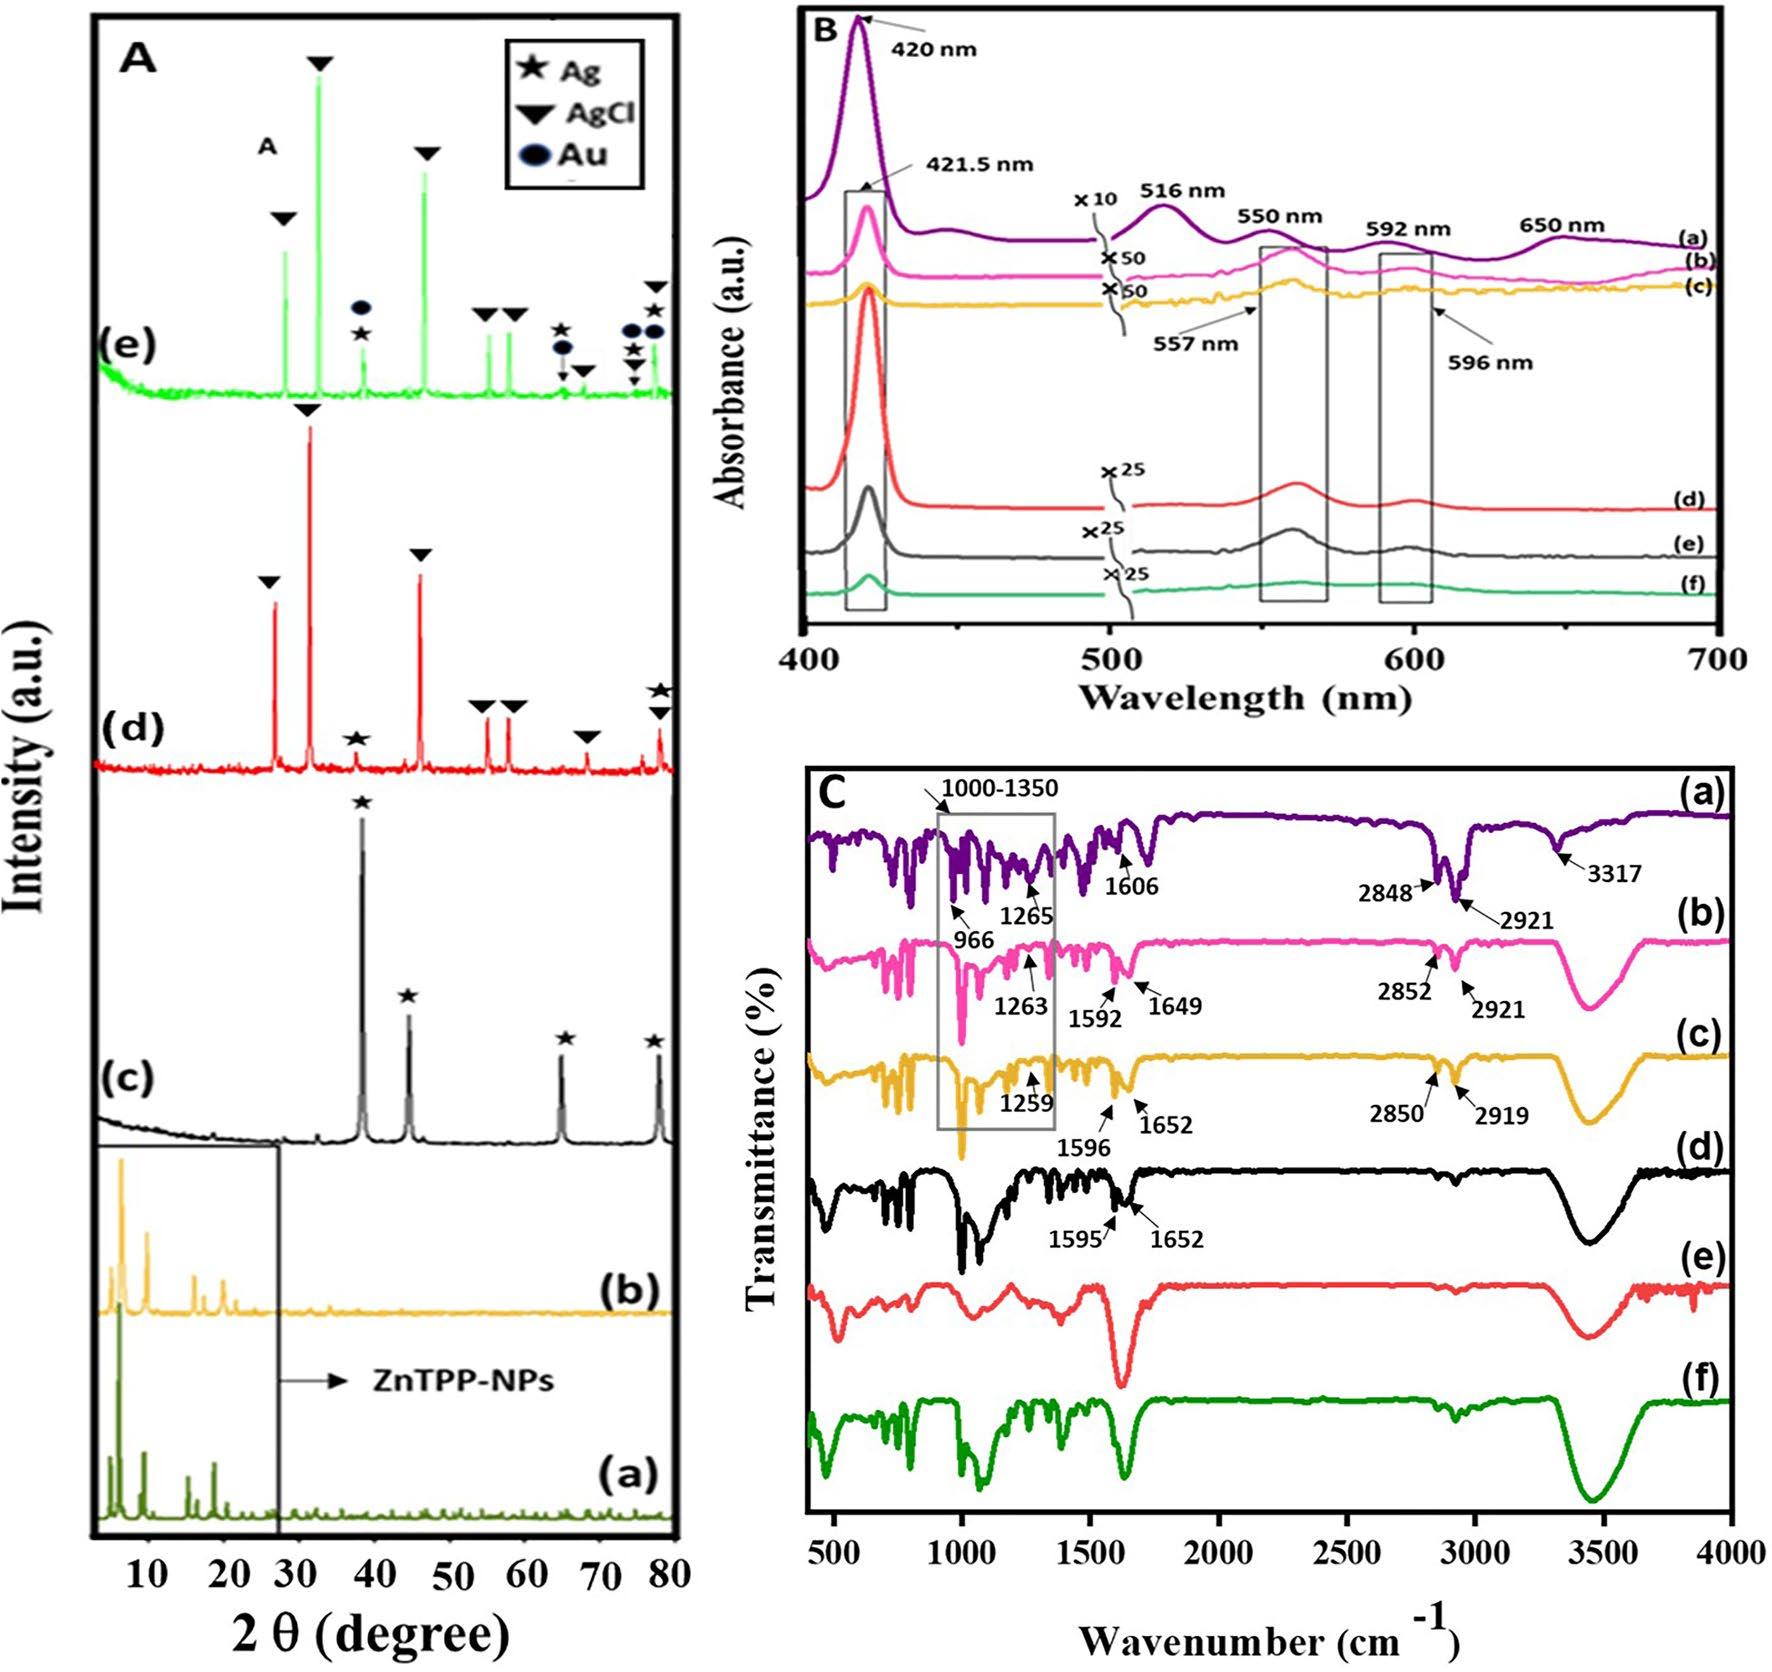 A
Ag
AgCl
Au
A
(e)
(d)
(c)
(b)
ZnTPP-NPs
(a)
10 20 30 40 50 60 70 80
2 θ (degree)
Intensity (a.u.)
B
420 nm
421.5 nm
×10
516 nm
550 nm
592 nm
650 nm
(a)
×50
(b)
×50
(c)
557 nm
596 nm
×25
(d)
×25
(e)
×25
(f)
400 500 600 700
Wavelength (nm)
Absorbance (a.u.)
C
1000-1350
(a)
1606
3317
2848
1265
2921
966
(b)
1263
1592
1649
2852
2921
(c)
1259
1596
1652
2850
2919
(d)
1595
1652
(e)
(f)
500 1000 1500 2000 2500 3000 3500 4000
Wavenumber (cm -1)
Transmittance (%)